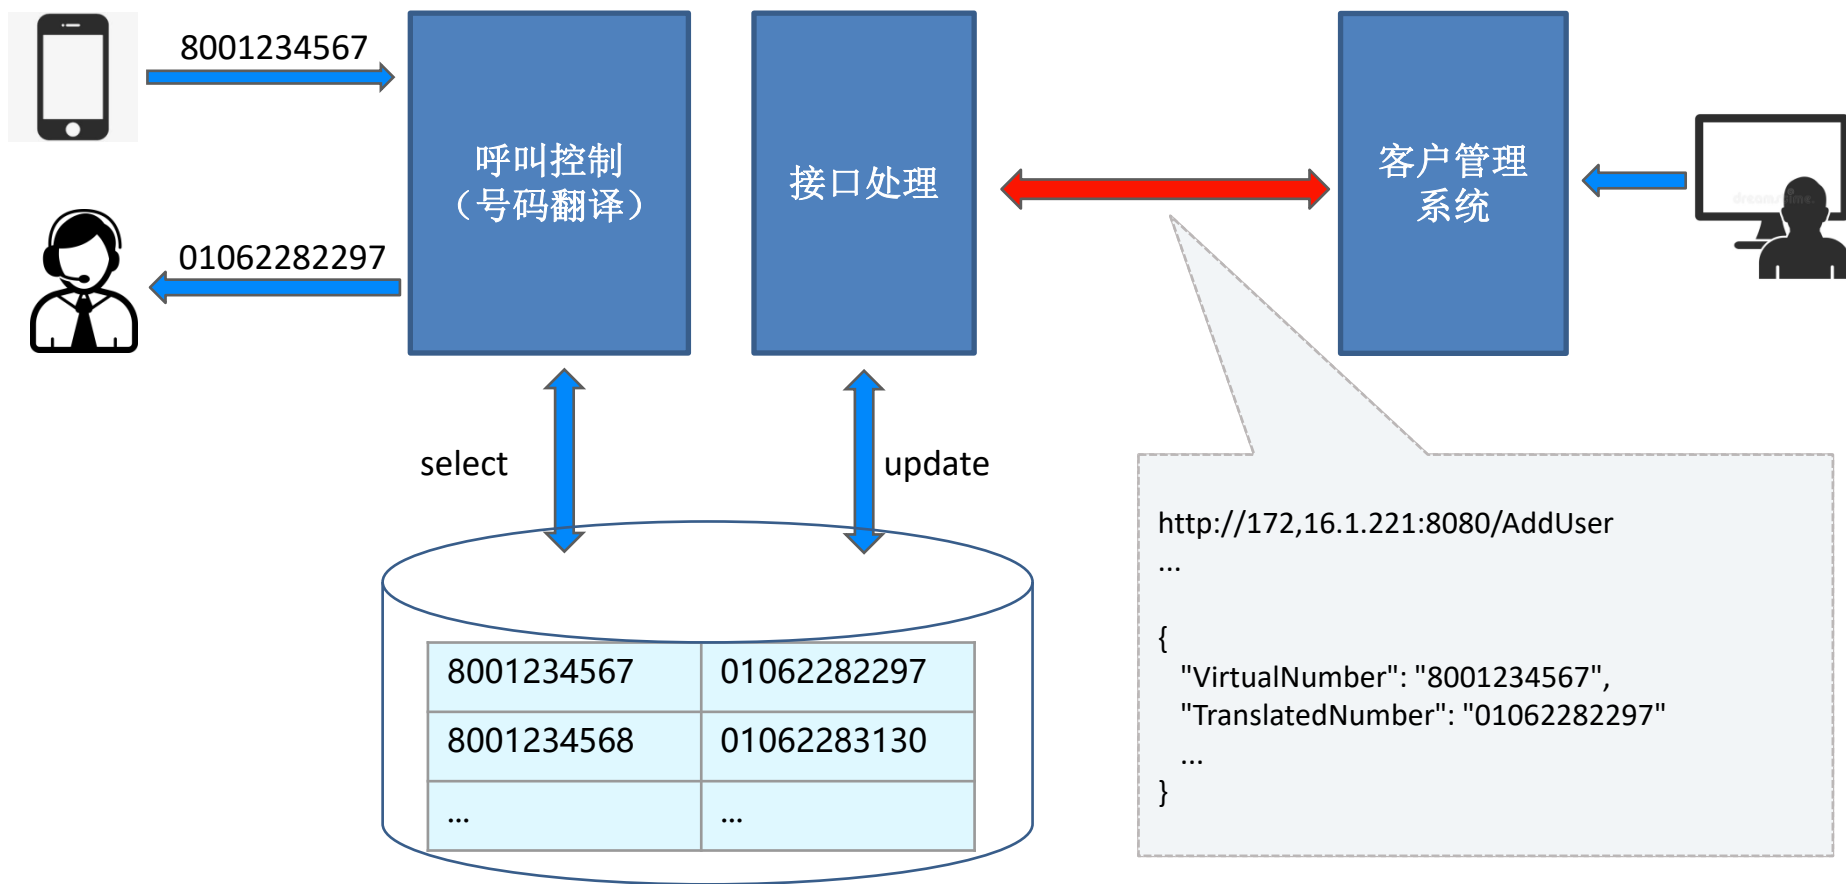 8001234567
01062282297
呼叫控制
（号码翻译）
接口处理
客户管理
系统
dreamstime.
select
update
8001234567 01062282297
8001234568 01062283130
... ...
http://172,16.1.221:8080/AddUser
...
{
"VirtualNumber": "8001234567",
"TranslatedNumber": "01062282297"
...
}